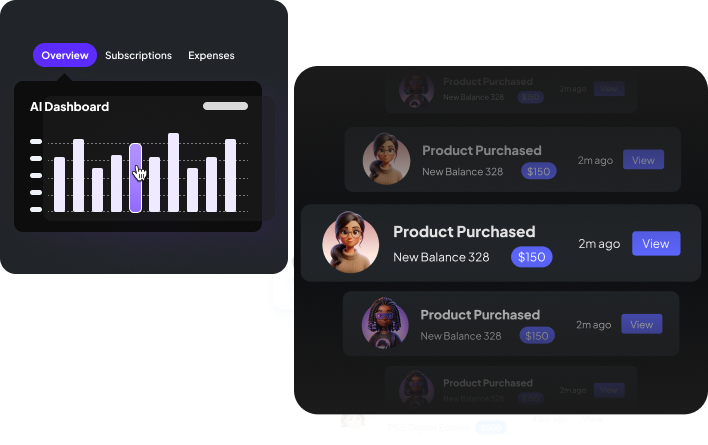 Overview Subscriptions Expenses
AI Dashboard
Product Purchased
New Balance 328 $150 2m ago View
Product Purchased
New Balance 328 $150 2m ago View
Product Purchased
New Balance 328 $150 2m ago View
Product Purchased
New Balance 328 $150 2m ago View
Product Purchased
New Balance 328 $150 2m ago View